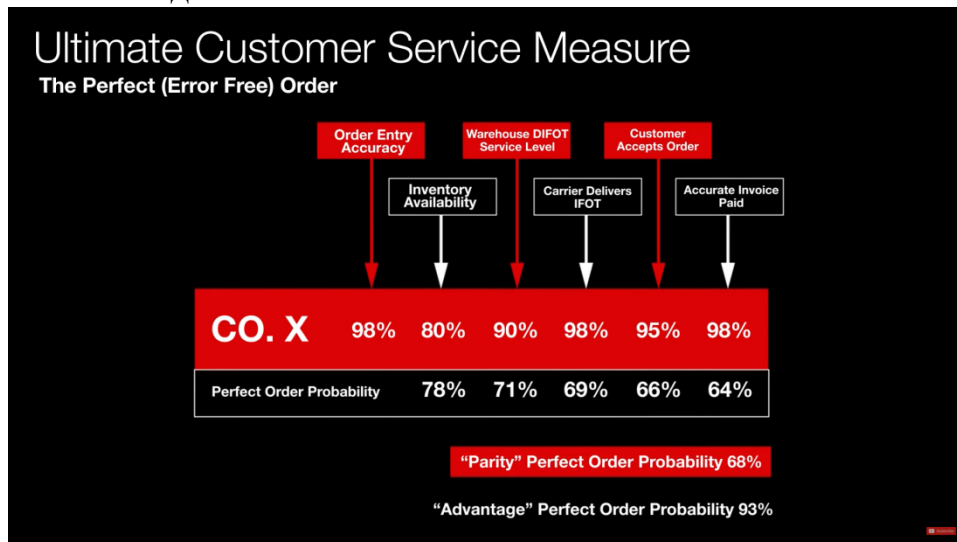 Ultimate Customer Service Measure
The Perfect (Error Free) Order
Order Entry
Accuracy
Warehouse DIFOT
Service Level
Customer
Accepts Order
Inventory
Availability
Carrier Delivers
IFOT
Accurate Invoice
Paid
CO. X 98% 80% 90% 98% 95% 98%
Perfect Order Probability 78% 71% 69% 66% 64%
“Parity” Perfect Order Probability 68%
“Advantage” Perfect Order Probability 93%